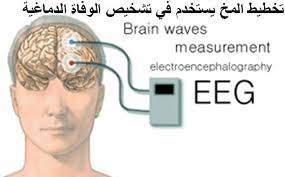 تخطيط المخ يستخدم في تشخيص الوفاة الدماغية
Brain waves
measurement
electroencephalography
EEG